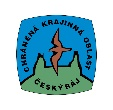 CHRÁNĚNÁ KRAJINNÁ OBLAST
ČESKÝ RÁJ